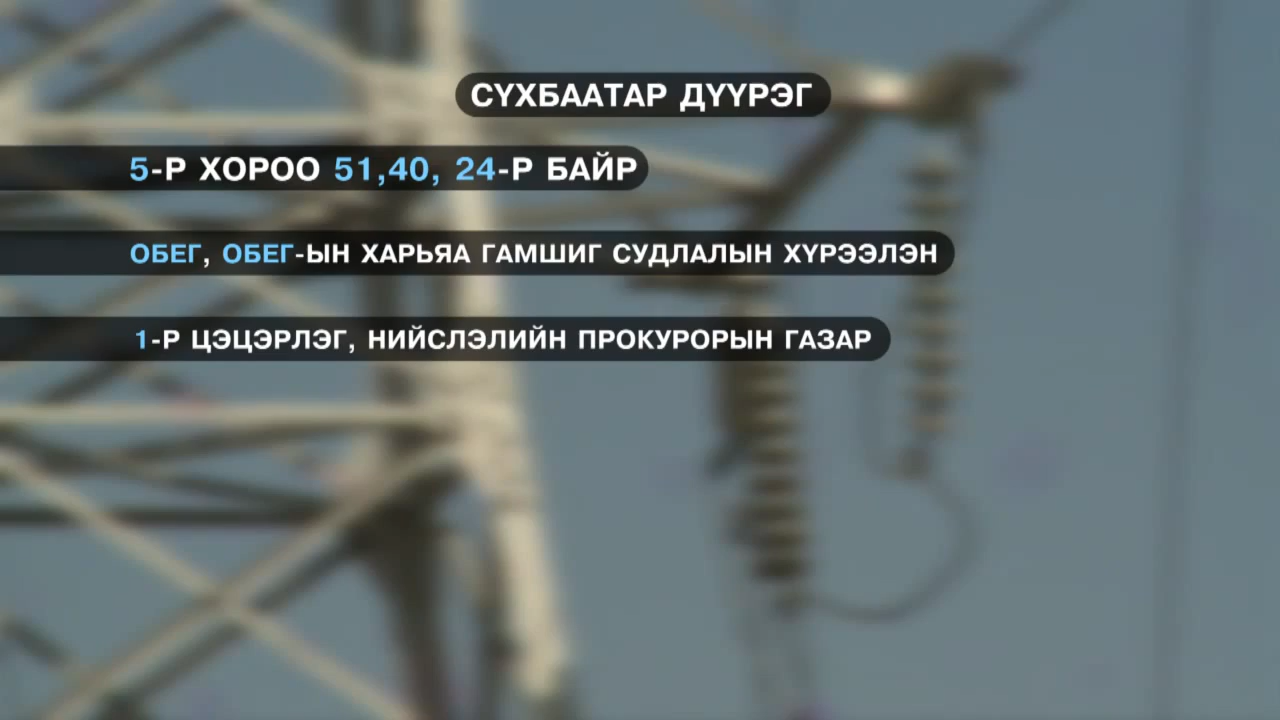 СҮХБААТАР ДҮҮРЭГ
5-Р ХОРОО 51,40, 24-Р БАЙР
ОБЕГ, ОБЕГ-ЫН ХАРЬЯА ГАМШИГ СУДЛАЛЫН ХҮРЭЭЛЭН
1-Р ЦЭЦЭРЛЭГ, НИЙСЛЭЛИЙН ПРОКУРОРЫН ГАЗАР